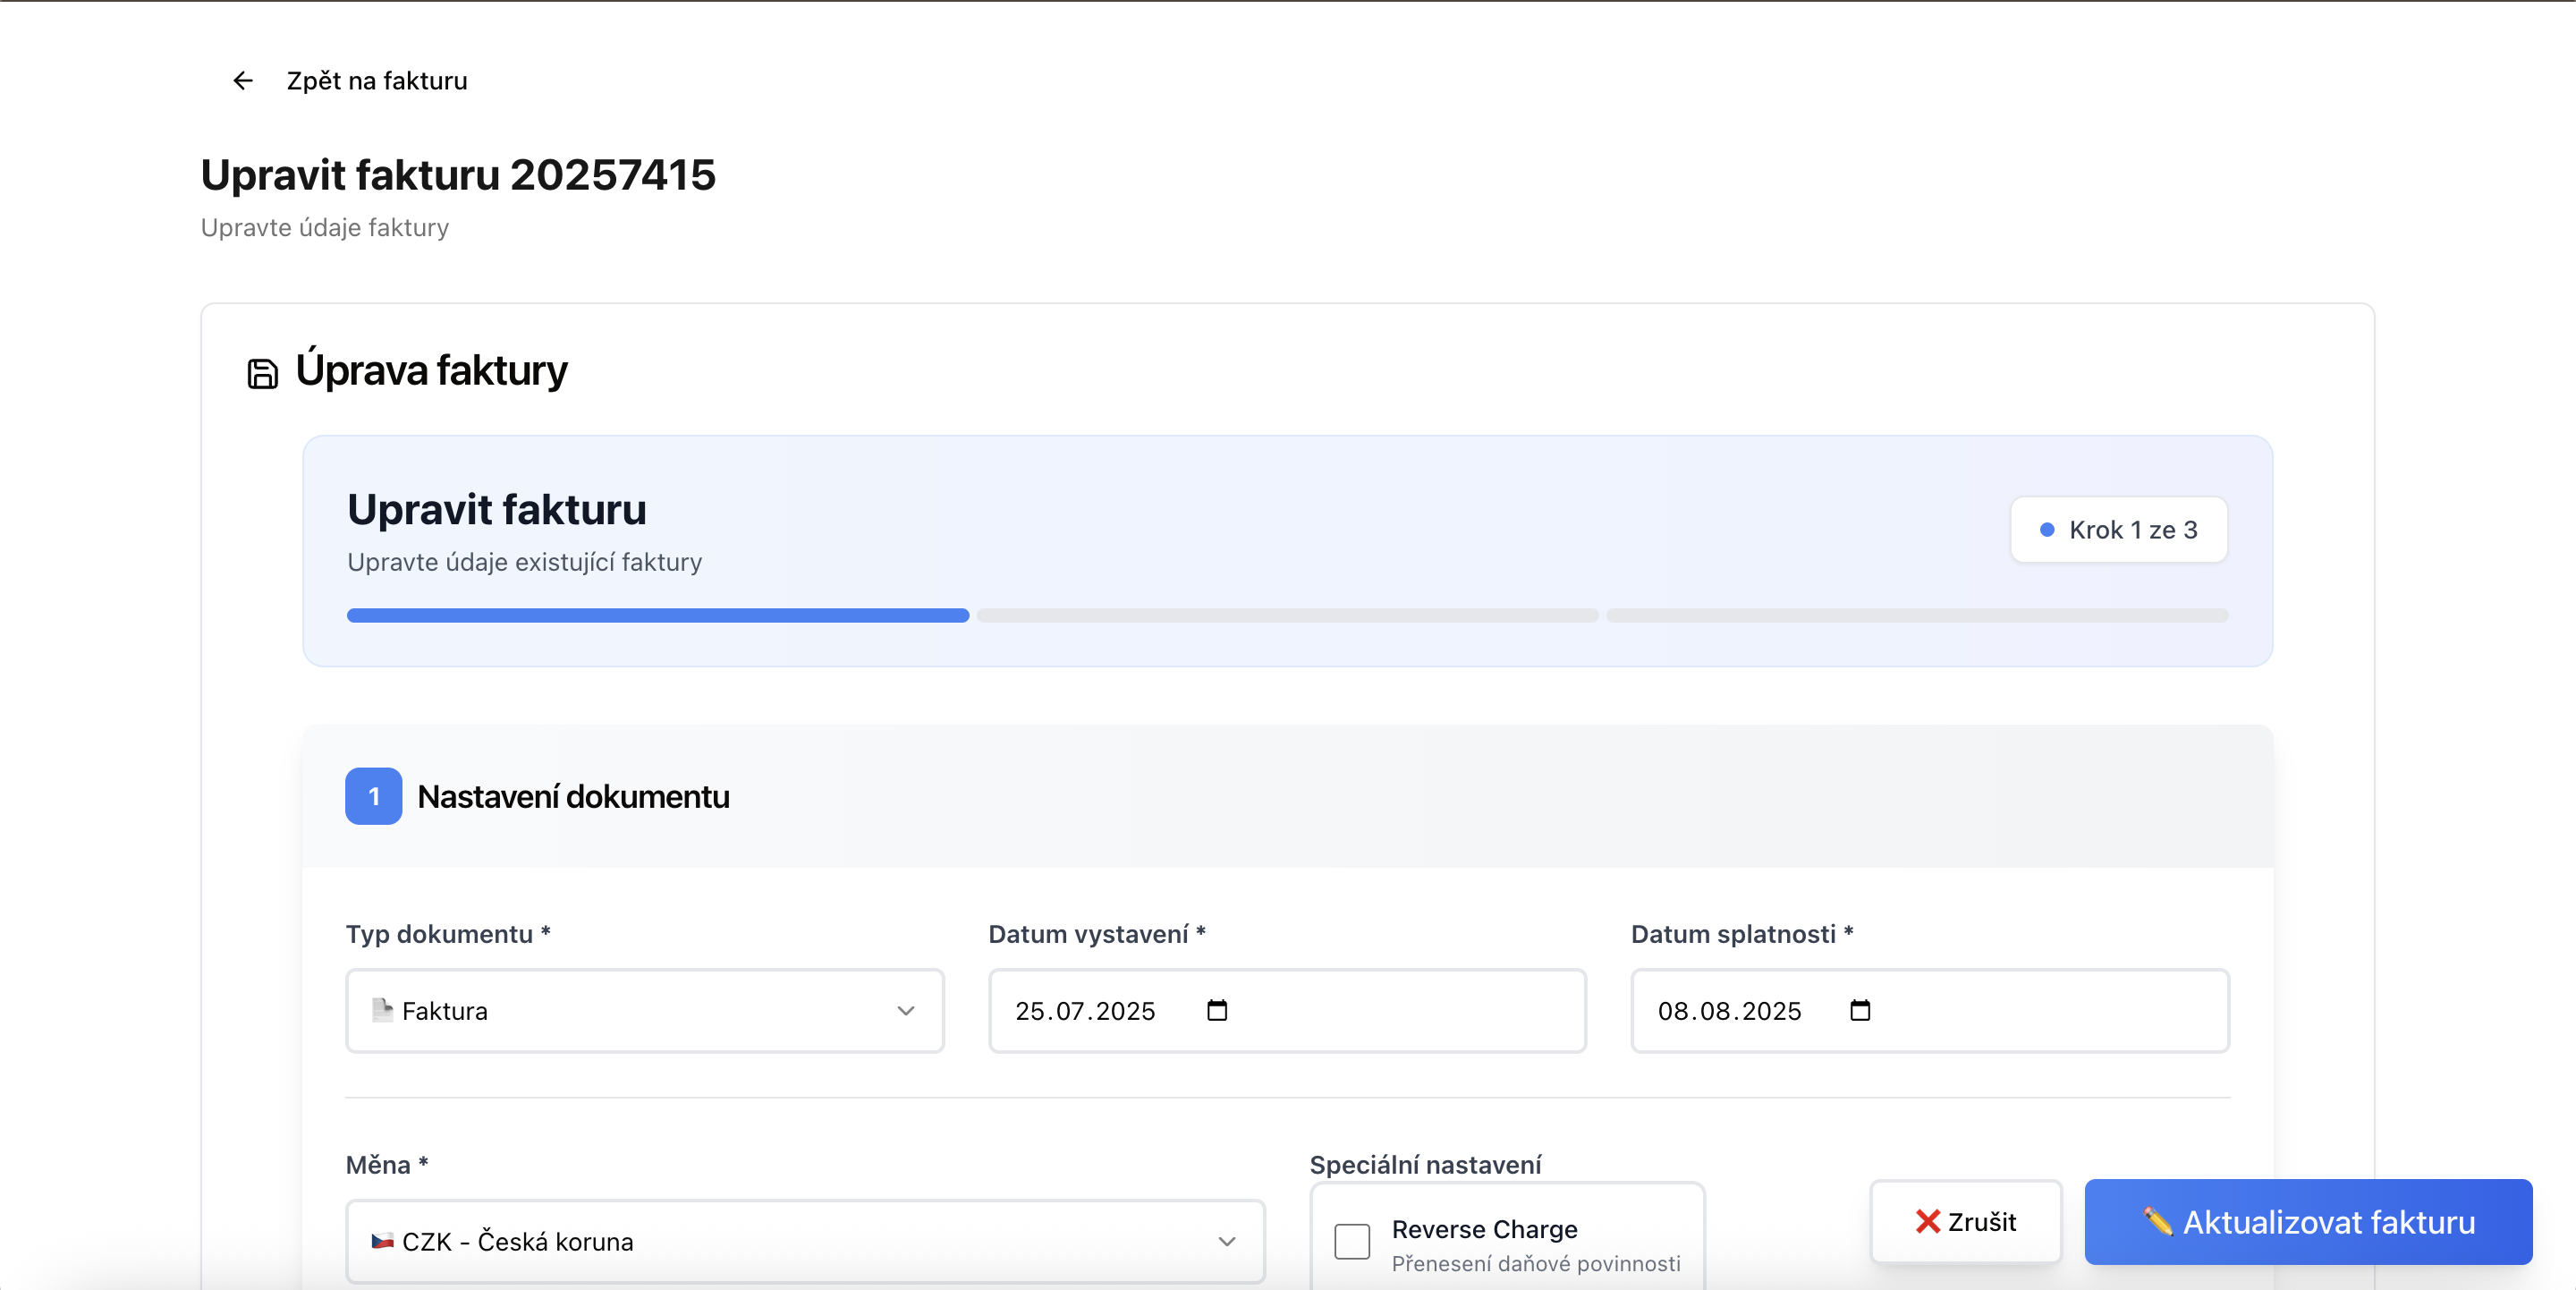 Zpět na fakturu
Upravit fakturu 20257415
Upravte údaje faktury
Úprava faktury
Upravit fakturu
Upravte údaje existující faktury
Krok 1 ze 3
1 Nastavení dokumentu
Typ dokumentu *
Datum vystavení *
Datum splatnosti *
Faktura
25.07.2025
08.08.2025
Měna *
Speciální nastavení
CZK - Česká koruna
Reverse Charge
Přenesení daňové povinnosti
❌ Zrušit
✏️ Aktualizovat fakturu